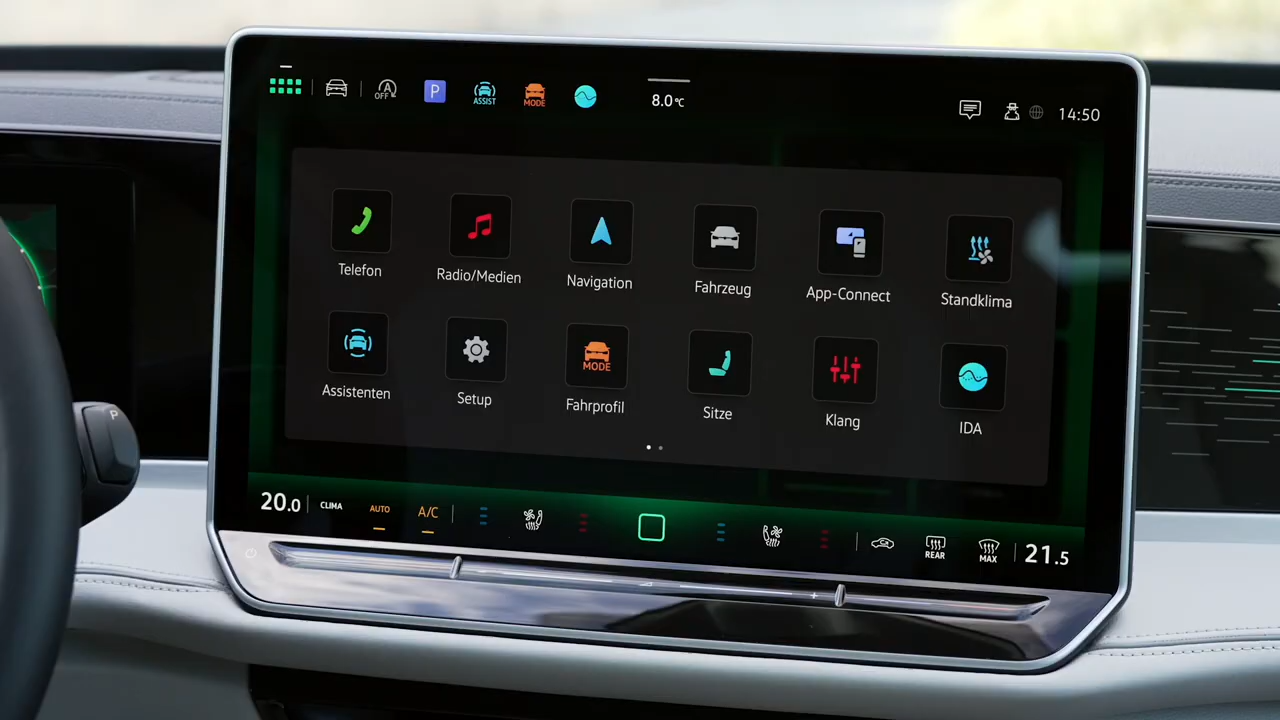 A OFF
P
ASSIST
MODE
8.0°C
14:50
Telefon
Radio/Medien
Navigation
Fahrzeug
App-Connect
Standklima
Assistenten
Setup
MODE
Fahrprofil
Sitze
Klang
IDA
P
20.0
CLIMA
AUTO
A/C
REAR
MAX
21.5
+